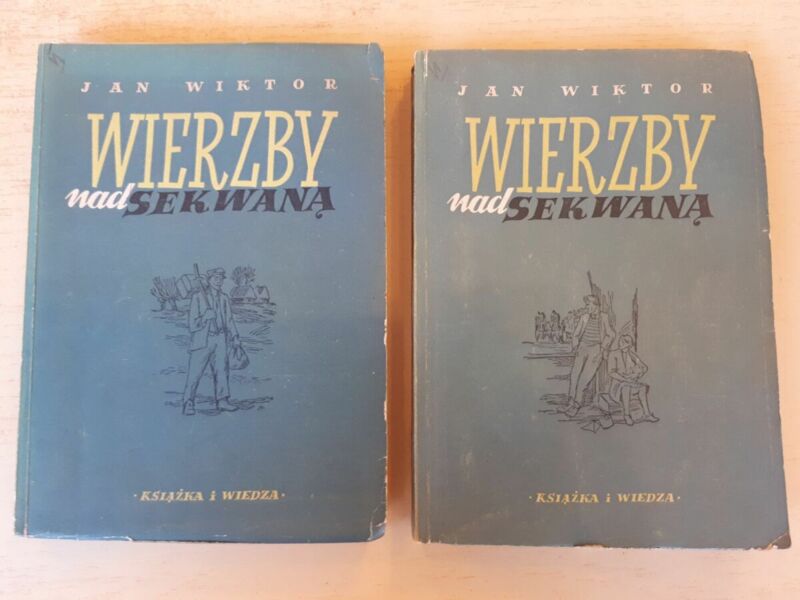 JAN WIKTOR
WIERZBY
nad SEKWANĄ
• KSIĄŻKA i WIEDZA •
JAN WIKTOR
WIERZBY
nad SEKWANĄ
• KSIĄŻKA i WIEDZA •